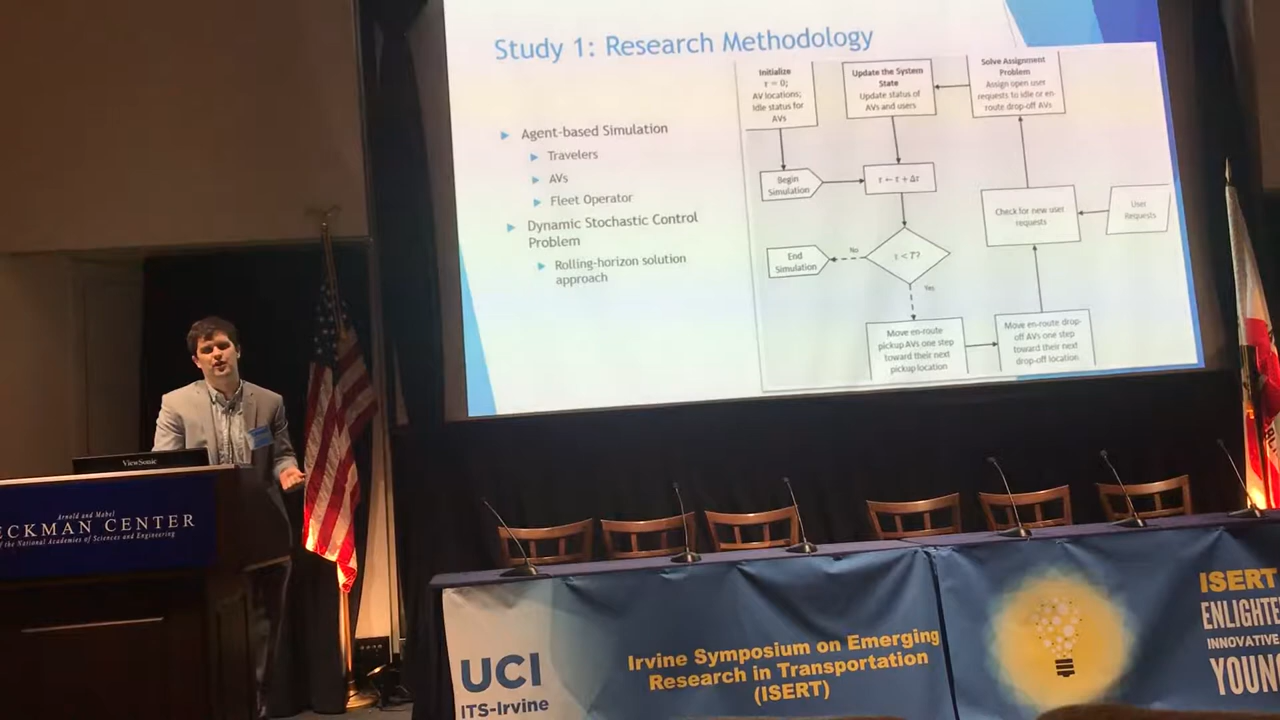 Study 1: Research Methodology
Agent-based Simulation
Travelers
AVs
Fleet Operator
Dynamic Stochastic Control
Problem
Rolling-horizon solution
approach
Initialize
τ = 0;
AV locations;
Idle status for
AVs
Update the System
State
Update status of
AVs and users
Solve Assignment
Problem
Assign open user
requests to idle or en-
route drop-off AVs
Begin
Simulation
τ ← τ + Δτ
Check for new user
requests
User
Requests
End
Simulation
No
τ < T?
Yes
Move en-route
pickup AVs one step
toward their next
pickup location
Move en-route drop-
off AVs one step
toward their next
drop-off location
ViewSonic
Arnold and Mabel
ECKMAN CENTER
of the National Academies of Sciences and Engineering
UCI
ITS-Irvine
Irvine Symposium on Emerging
Research in Transportation
(ISERT)
ISERT
ENLIGHTE
INNOVATIVE
YOUN